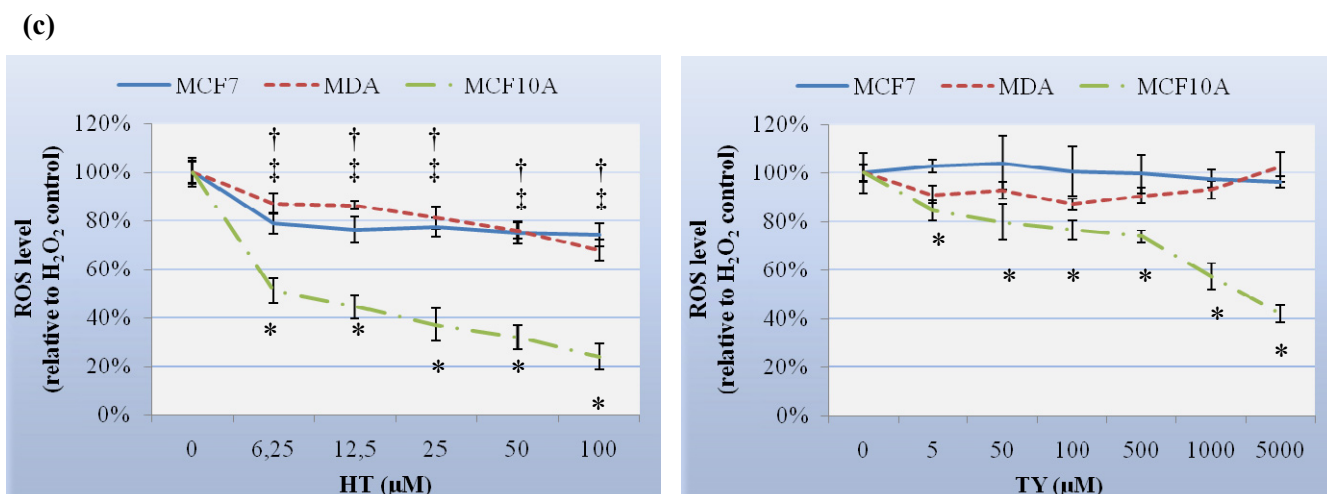 (c)
MCF7 MDA MCF10A
120%
100%
80%
60%
40%
20%
0%
ROS level
(relative to H₂O₂ control)
† † †
‡ ‡ ‡ † †
‡ ‡
* *
* *
*
0 6,25 12,5 25 50 100
HT (µM)
MCF7 MDA MCF10A
120%
100%
80%
60%
40%
20%
0%
ROS level
(relative to H₂O₂ control)
*
* * *
*
*
0 5 50 100 500 1000 5000
TY (µM)